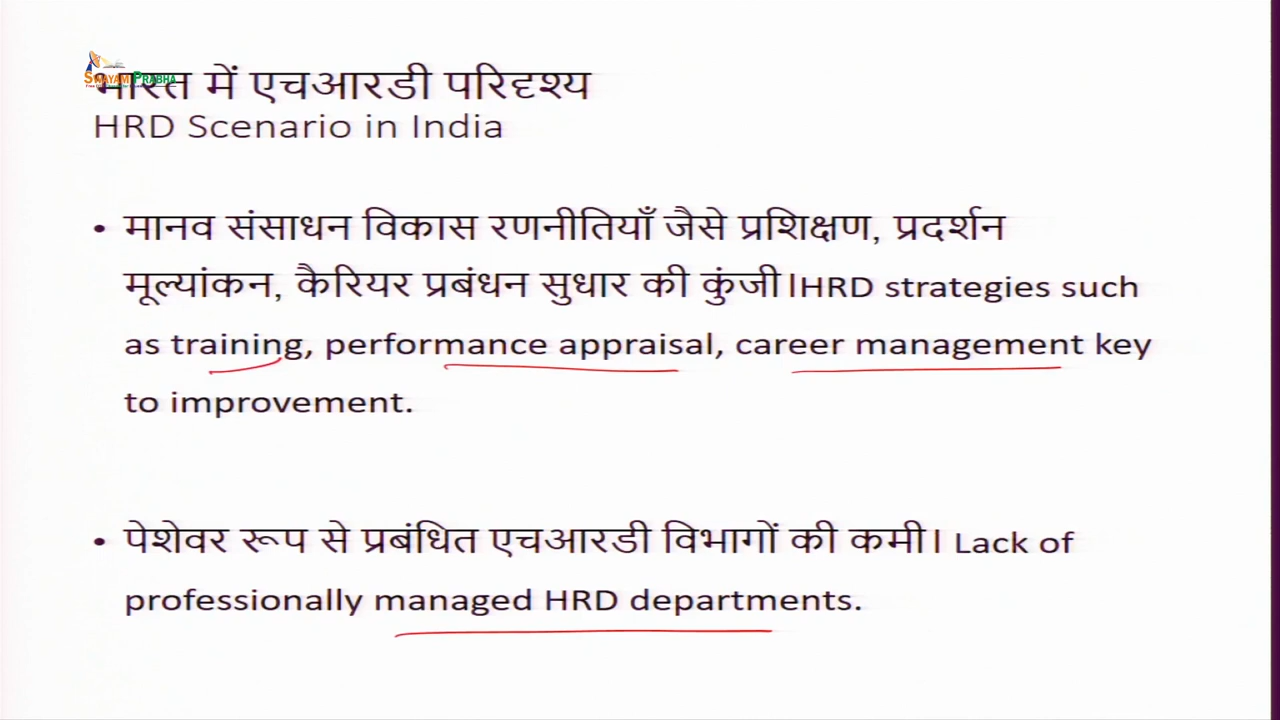 SWAYAM PRABHA
भारत में एचआरडी परिदृश्य
HRD Scenario in India
• मानव संसाधन विकास रणनीतियाँ जैसे प्रशिक्षण, प्रदर्शन
मूल्यांकन, कैरियर प्रबंधन सुधार की कुंजी।HRD strategies such
as training, performance appraisal, career management key
to improvement.
• पेशेवर रूप से प्रबंधित एचआरडी विभागों की कमी। Lack of
professionally managed HRD departments.